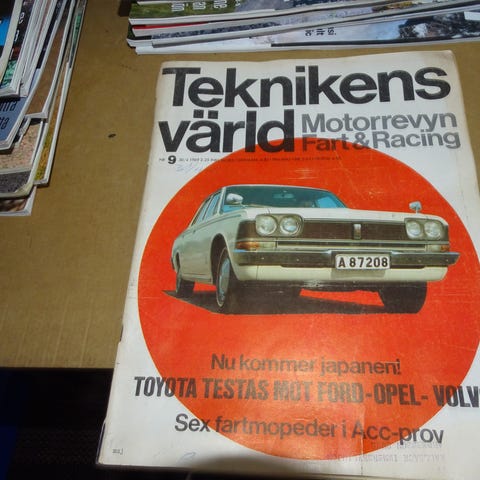 Teknikens
värld
Motorrevyn
Fart & Racing
9
A 87208
Nu kommer japanen!
TOYOTA TESTAS MOT FORD-OPEL-VOLV
Sex fartmopeder i Acc-prov